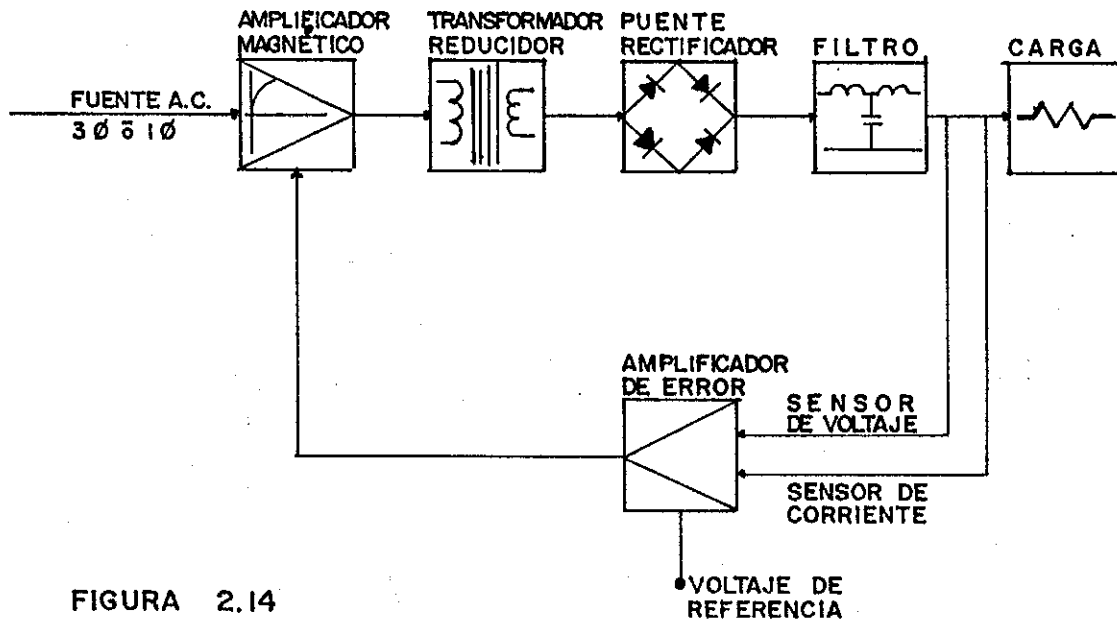 AMPLIFICADOR
MAGNÉTICO
TRANSFORMADOR
REDUCIDOR
PUENTE
RECTIFICADOR
FILTRO
CARGA
FUENTE A.C.
3Ø ō 1Ø
AMPLIFICADOR
DE ERROR
SENSOR
DE VOLTAJE
SENSOR DE
CORRIENTE
VOLTAJE DE
REFERENCIA
FIGURA 2.14